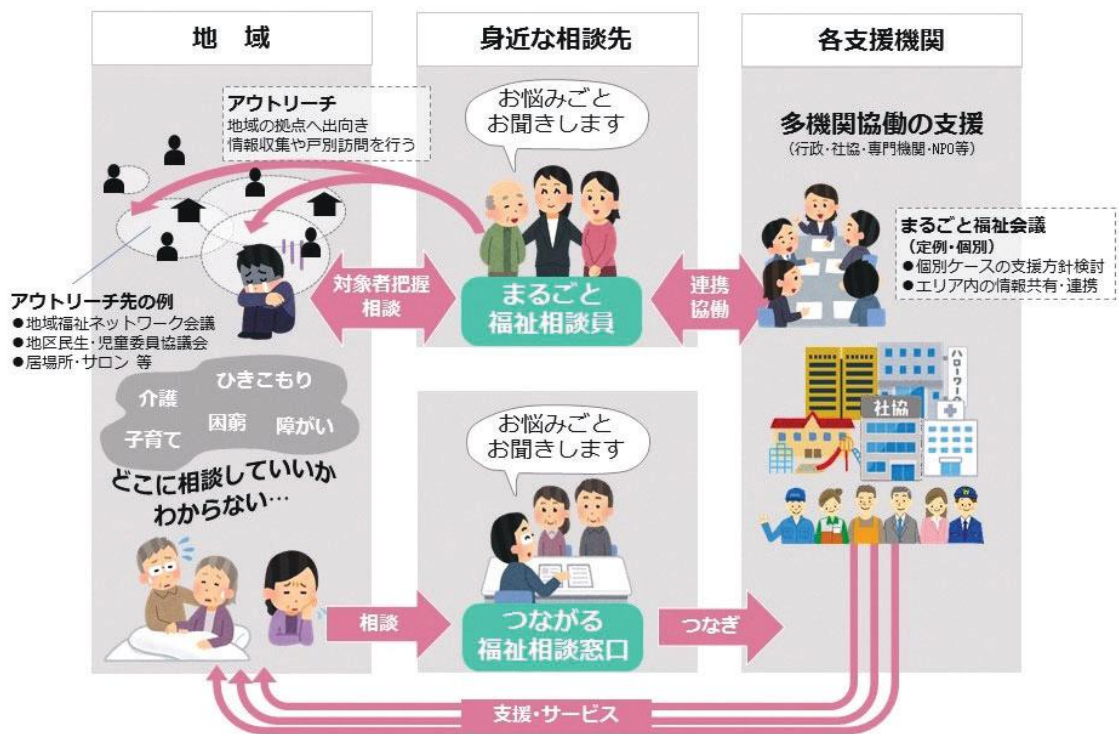 地　域
身近な相談先
各支援機関
アウトリーチ
地域の拠点へ出向き
情報収集や戸別訪問を行う
アウトリーチ先の例
●地域福祉ネットワーク会議
●地区民生・児童委員協議会
●居場所・サロン 等
介護
ひきこもり
子育て
困窮
障がい
どこに相談していいか
わからない…
お悩みごと
お聞きします
対象者把握
相談
まるごと
福祉相談員
連携
協働
多機関協働の支援
(行政・社協・専門機関・NPO等)
まるごと福祉会議
(定例・個別)
●個別ケースの支援方針検討
●エリア内の情報共有・連携
ハローワーク
社協
お悩みごと
お聞きします
相談
つながる
福祉相談窓口
つなぎ
支援・サービス